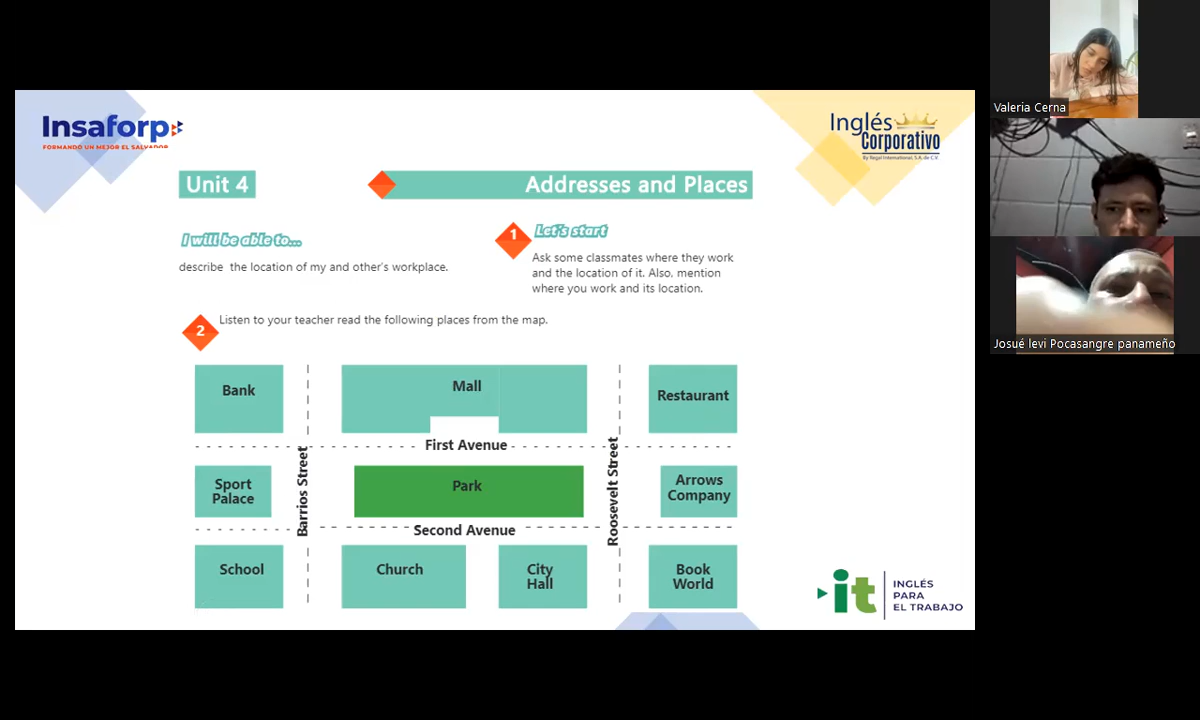 Insaforp
FORMANDO UN MEJOR EL SALVADOR
Inglés
Corporativo
By Regal International, S.A. de C.V.
Unit 4
Addresses and Places
I will be able to...
describe the location of my and other's workplace.
1
Let's start
Ask some classmates where they work
and the location of it. Also, mention
where you work and its location.
2
Listen to your teacher read the following places from the map.
Bank
Mall
Restaurant
First Avenue
Sport
Palace
Barrios Street
Park
Roosevelt Street
Arrows
Company
Second Avenue
School
Church
City
Hall
Book
World
it
INGLÉS
PARA
EL TRABAJO
Valeria Cerna
Josué levi Pocasangre panameño